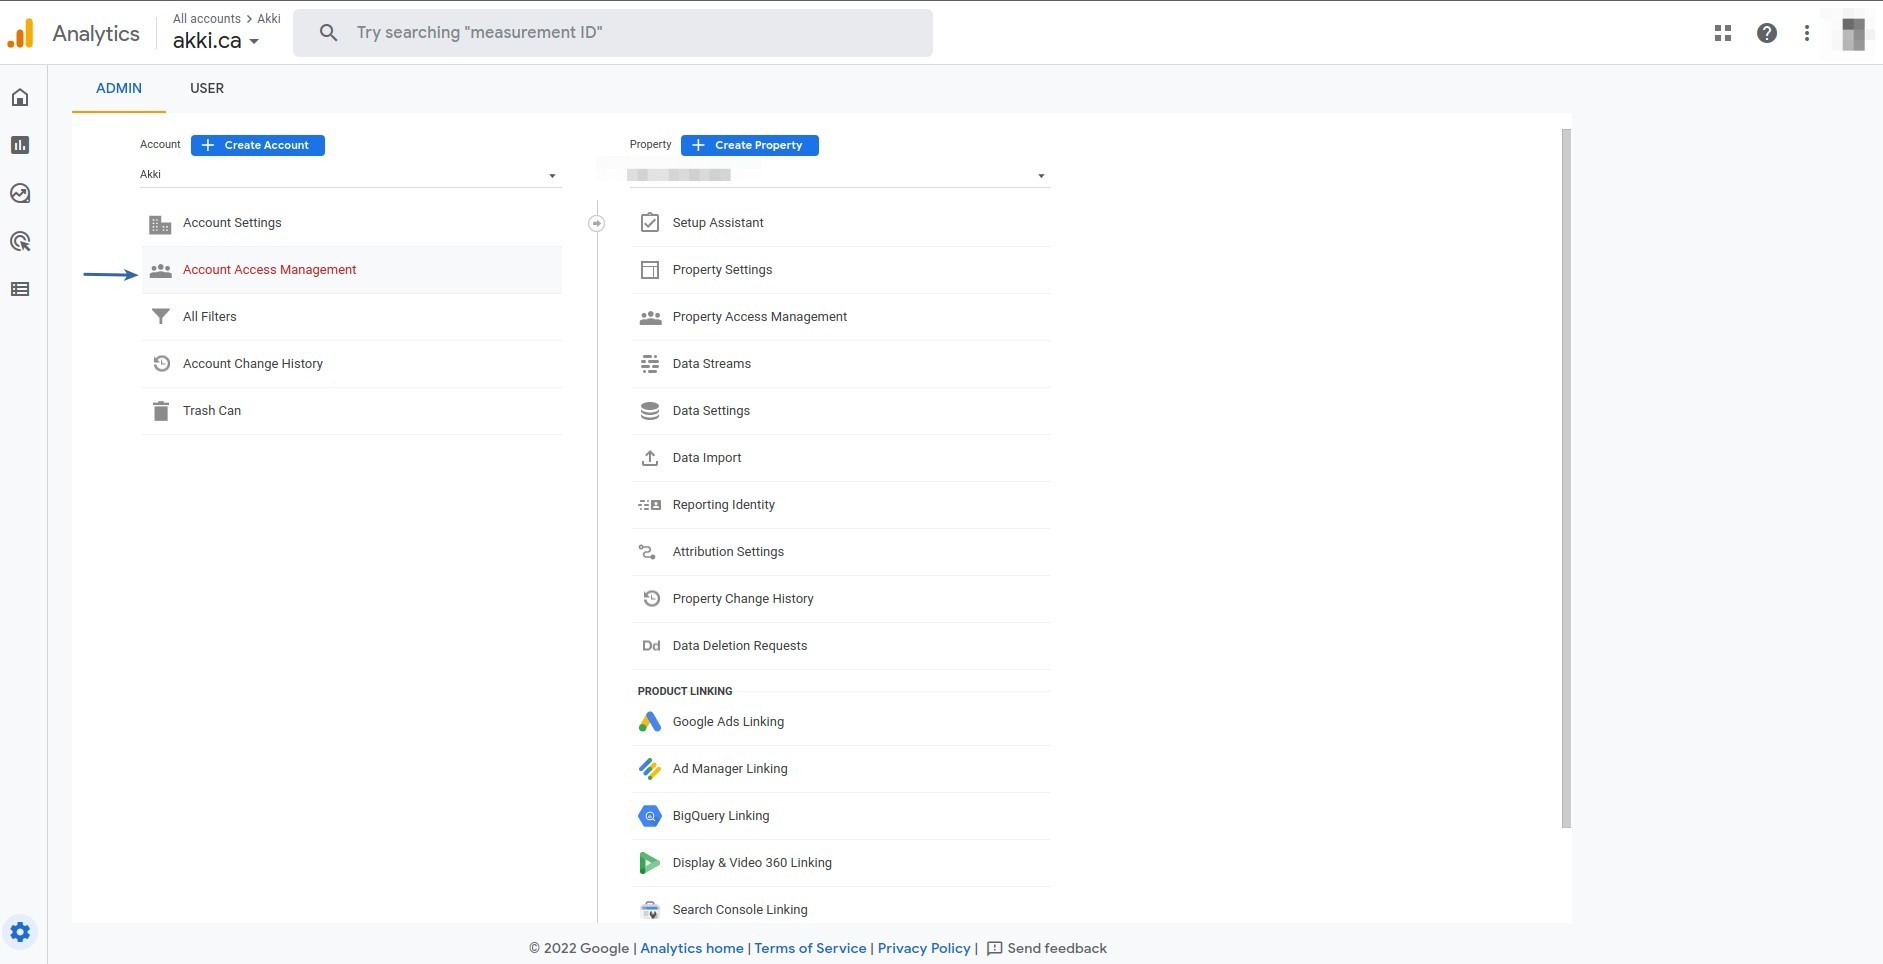 Analytics
All accounts > Akki
akki.ca
Try searching "measurement ID"
ADMIN
USER
Account
Create Account
Akki
Account Settings
Account Access Management
All Filters
Account Change History
Trash Can
Property
Create Property
Setup Assistant
Property Settings
Property Access Management
Data Streams
Data Settings
Data Import
Reporting Identity
Attribution Settings
Property Change History
Dd Data Deletion Requests
PRODUCT LINKING
Google Ads Linking
Ad Manager Linking
BigQuery Linking
Display & Video 360 Linking
Search Console Linking
© 2022 Google | Analytics home | Terms of Service | Privacy Policy | Send feedback